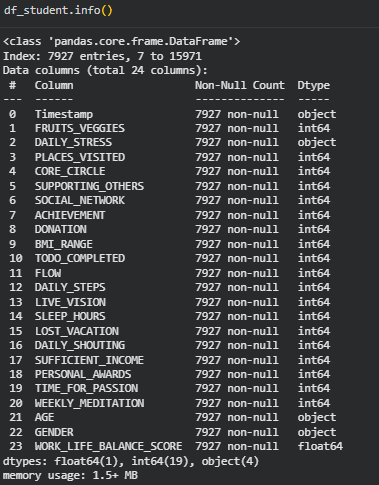 df_student.info()
<class 'pandas.core.frame.DataFrame'>
Index: 7927 entries, 7 to 15971
Data columns (total 24 columns):
 #   Column                   Non-Null Count  Dtype
---  ------                   --------------  -----
 0   Timestamp                7927 non-null   object
 1   FRUITS_VEGGIES           7927 non-null   int64
 2   DAILY_STRESS             7927 non-null   object
 3   PLACES_VISITED           7927 non-null   int64
 4   CORE_CIRCLE              7927 non-null   int64
 5   SUPPORTING_OTHERS        7927 non-null   int64
 6   SOCIAL_NETWORK           7927 non-null   int64
 7   ACHIEVEMENT              7927 non-null   int64
 8   DONATION                 7927 non-null   int64
 9   BMI_RANGE                7927 non-null   int64
 10  TODO_COMPLETED           7927 non-null   int64
 11  FLOW                     7927 non-null   int64
 12  DAILY_STEPS              7927 non-null   int64
 13  LIVE_VISION              7927 non-null   int64
 14  SLEEP_HOURS              7927 non-null   int64
 15  LOST_VACATION            7927 non-null   int64
 16  DAILY_SHOUTING           7927 non-null   int64
 17  SUFFICIENT_INCOME        7927 non-null   int64
 18  PERSONAL_AWARDS          7927 non-null   int64
 19  TIME_FOR_PASSION         7927 non-null   int64
 20  WEEKLY_MEDITATION        7927 non-null   int64
 21  AGE                      7927 non-null   object
 22  GENDER                   7927 non-null   object
 23  WORK_LIFE_BALANCE_SCORE  7927 non-null   float64
dtypes: float64(1), int64(19), object(4)
memory usage: 1.5+ MB